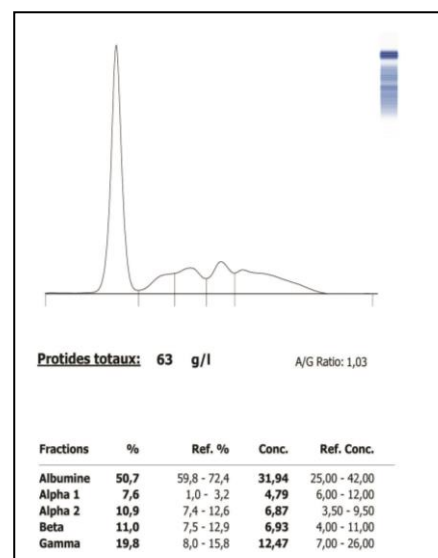 Protides totaux: 63 g/l A/G Ratio: 1,03
Fractions % Ref. % Conc. Ref. Conc.
Albumine 50,7 59,8 - 72,4 31,94 25,00 - 42,00
Alpha 1 7,6 1,0 - 3,2 4,79 6,00 - 12,00
Alpha 2 10,9 7,4 - 12,6 6,87 3,50 - 9,50
Beta 11,0 7,5 - 12,9 6,93 4,00 - 11,00
Gamma 19,8 8,0 - 15,8 12,47 7,00 - 26,00